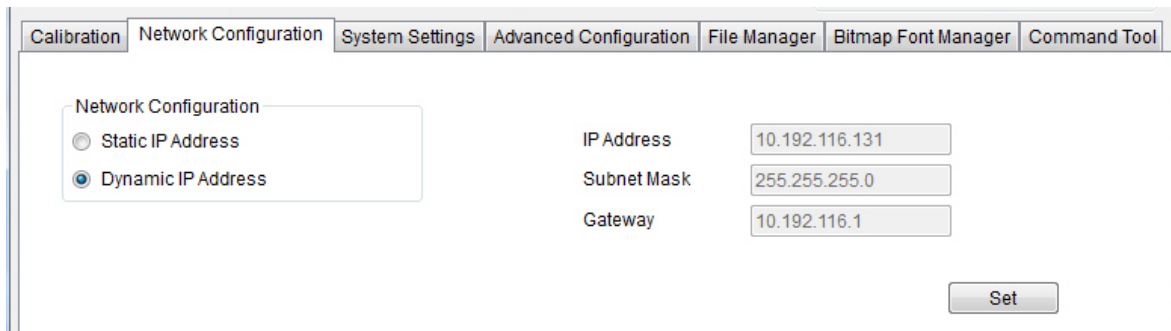 Calibration Network Configuration System Settings Advanced Configuration File Manager Bitmap Font Manager Command Tool
Network Configuration
Static IP Address
Dynamic IP Address
IP Address 10.192.116.131
Subnet Mask 255.255.255.0
Gateway 10.192.116.1
Set